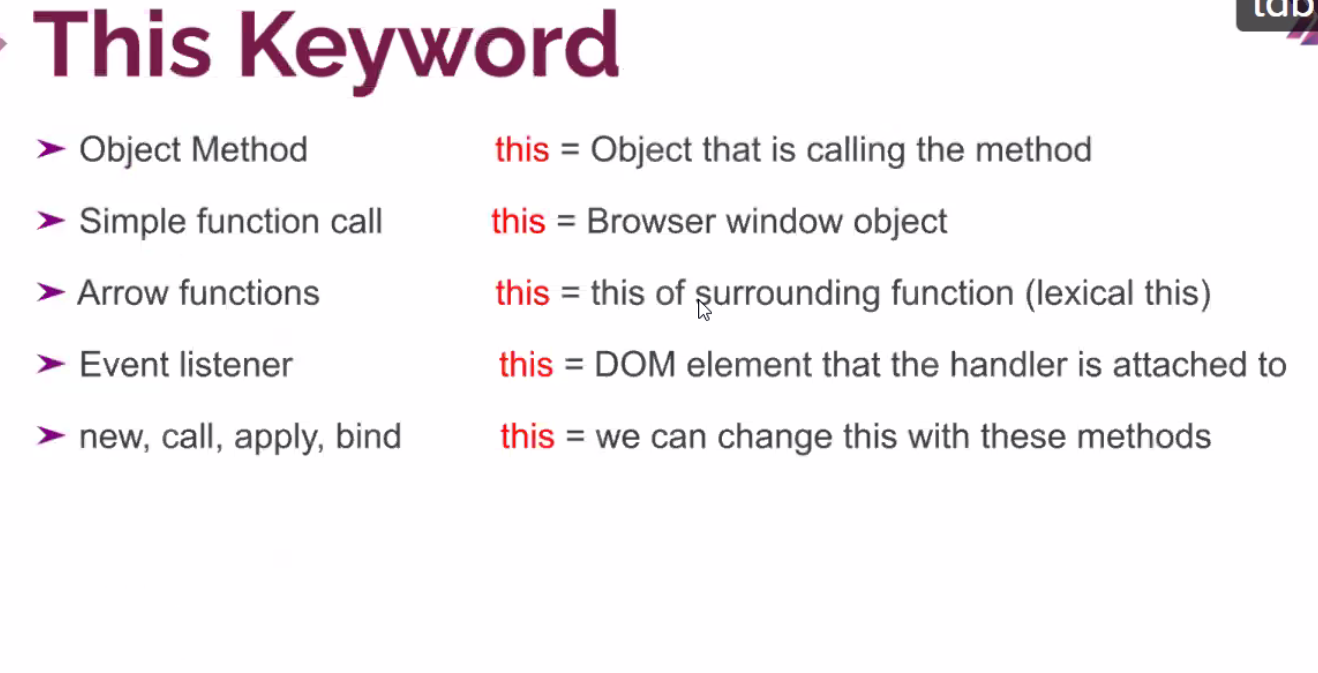 This Keyword
tab
➤ Object Method this = Object that is calling the method
➤ Simple function call this = Browser window object
➤ Arrow functions this = this of surrounding function (lexical this)
➤ Event listener this = DOM element that the handler is attached to
➤ new, call, apply, bind this = we can change this with these methods